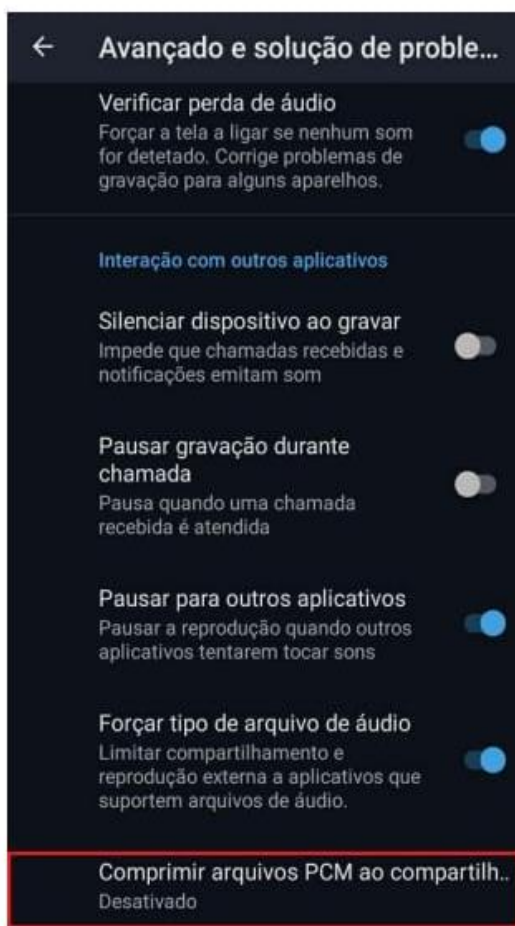 Avançado e solução de proble...
Verificar perda de áudio
Forçar a tela a ligar se nenhum som
for detetado. Corrige problemas de
gravação para alguns aparelhos.
Interação com outros aplicativos
Silenciar dispositivo ao gravar
Impede que chamadas recebidas e
notificações emitam som
Pausar gravação durante
chamada
Pausa quando uma chamada
recebida é atendida
Pausar para outros aplicativos
Pausar a reprodução quando outros
aplicativos tentarem tocar sons
Forçar tipo de arquivo de áudio
Limitar compartilhamento e
reprodução externa a aplicativos que
suportem arquivos de áudio.
Comprimir arquivos PCM ao compartilh..
Desativado